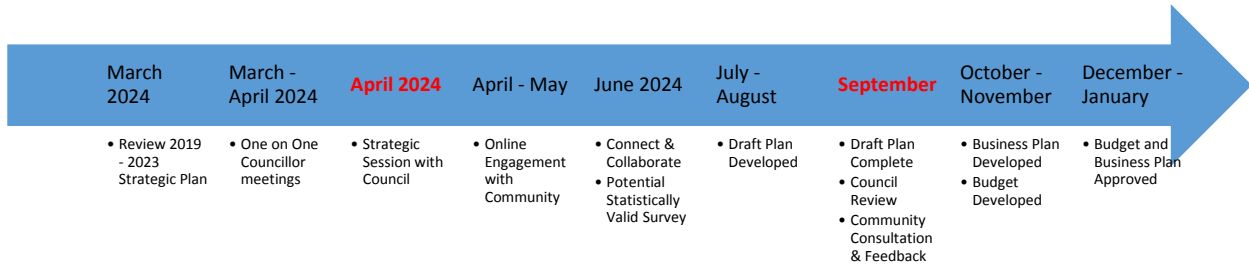 March
2024
March -
April 2024
April 2024
April - May
June 2024
July -
August
September
October -
November
December -
January
• Review 2019
- 2023
Strategic Plan
• One on One
Councillor
meetings
• Strategic
Session with
Council
• Online
Engagement
with
Community
• Connect &
Collaborate
• Potential
Statistically
Valid Survey
• Draft Plan
Developed
• Draft Plan
Complete
• Council
Review
• Community
Consultation
& Feedback
• Business Plan
Developed
• Budget
Developed
• Budget and
Business Plan
Approved